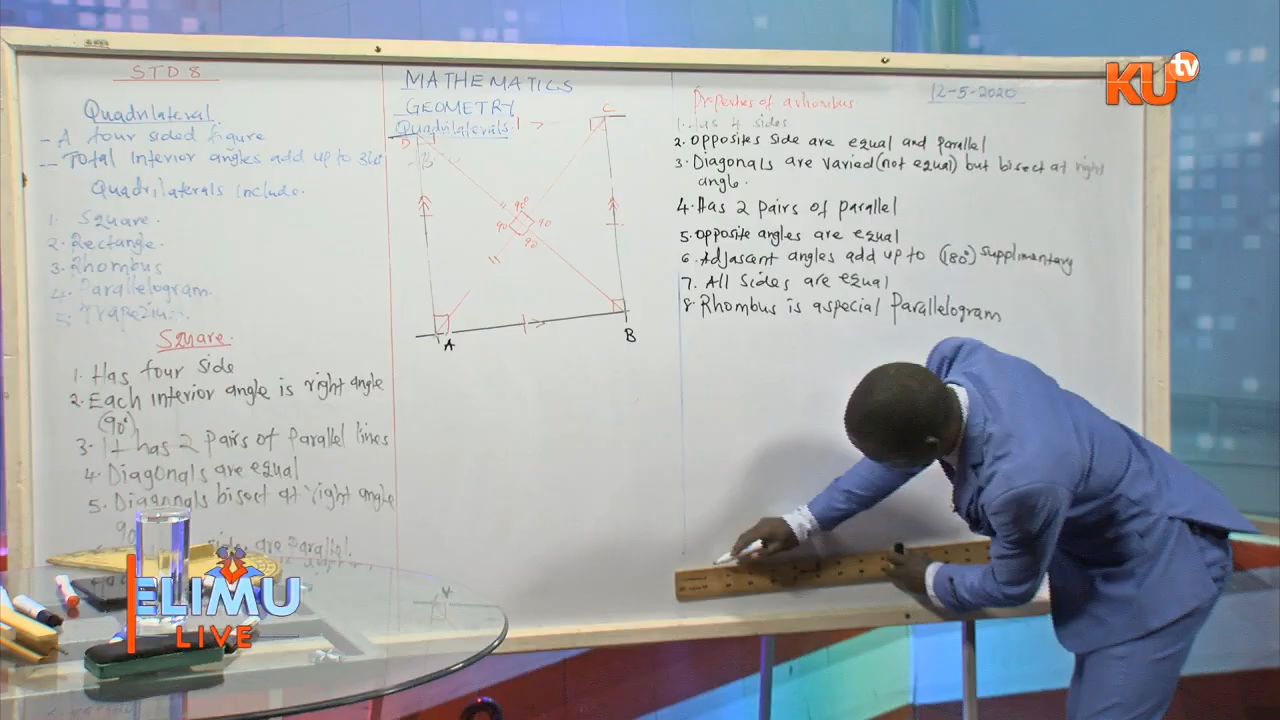 STD 8
Quadrilateral.
- A four sided figure
- Total interior angles add up to 360
Quadrilaterals include.
1. Square.
2. Rectangle.
3. Rhombus
4. Parallelogram.
5. Trapezium.
Square.
1. Has four side
2. Each interior angle is right angle
(90°)
3. It has 2 pairs of parallel lines
4. Diagonals are equal
5. Diagonals bisect at right angle
90
side are parallel.
MATHEMATICS
GEOMETRY
Quadrilaterals.
D
C
90
90
90
90
A
B
12-5-2020
Properties of a rhombus
1. Has 4 sides
2. Opposites side are equal and parallel
3. Diagonals are varied (not equal) but bisect at right
angle.
4. Has 2 pairs of parallel
5. Opposite angles are equal
6. Adjascant angles add up to (180°) supplimentary
7. All sides are equal
8. Rhombus is a special Parallelogram
KU tv
ELIMU
LIVE